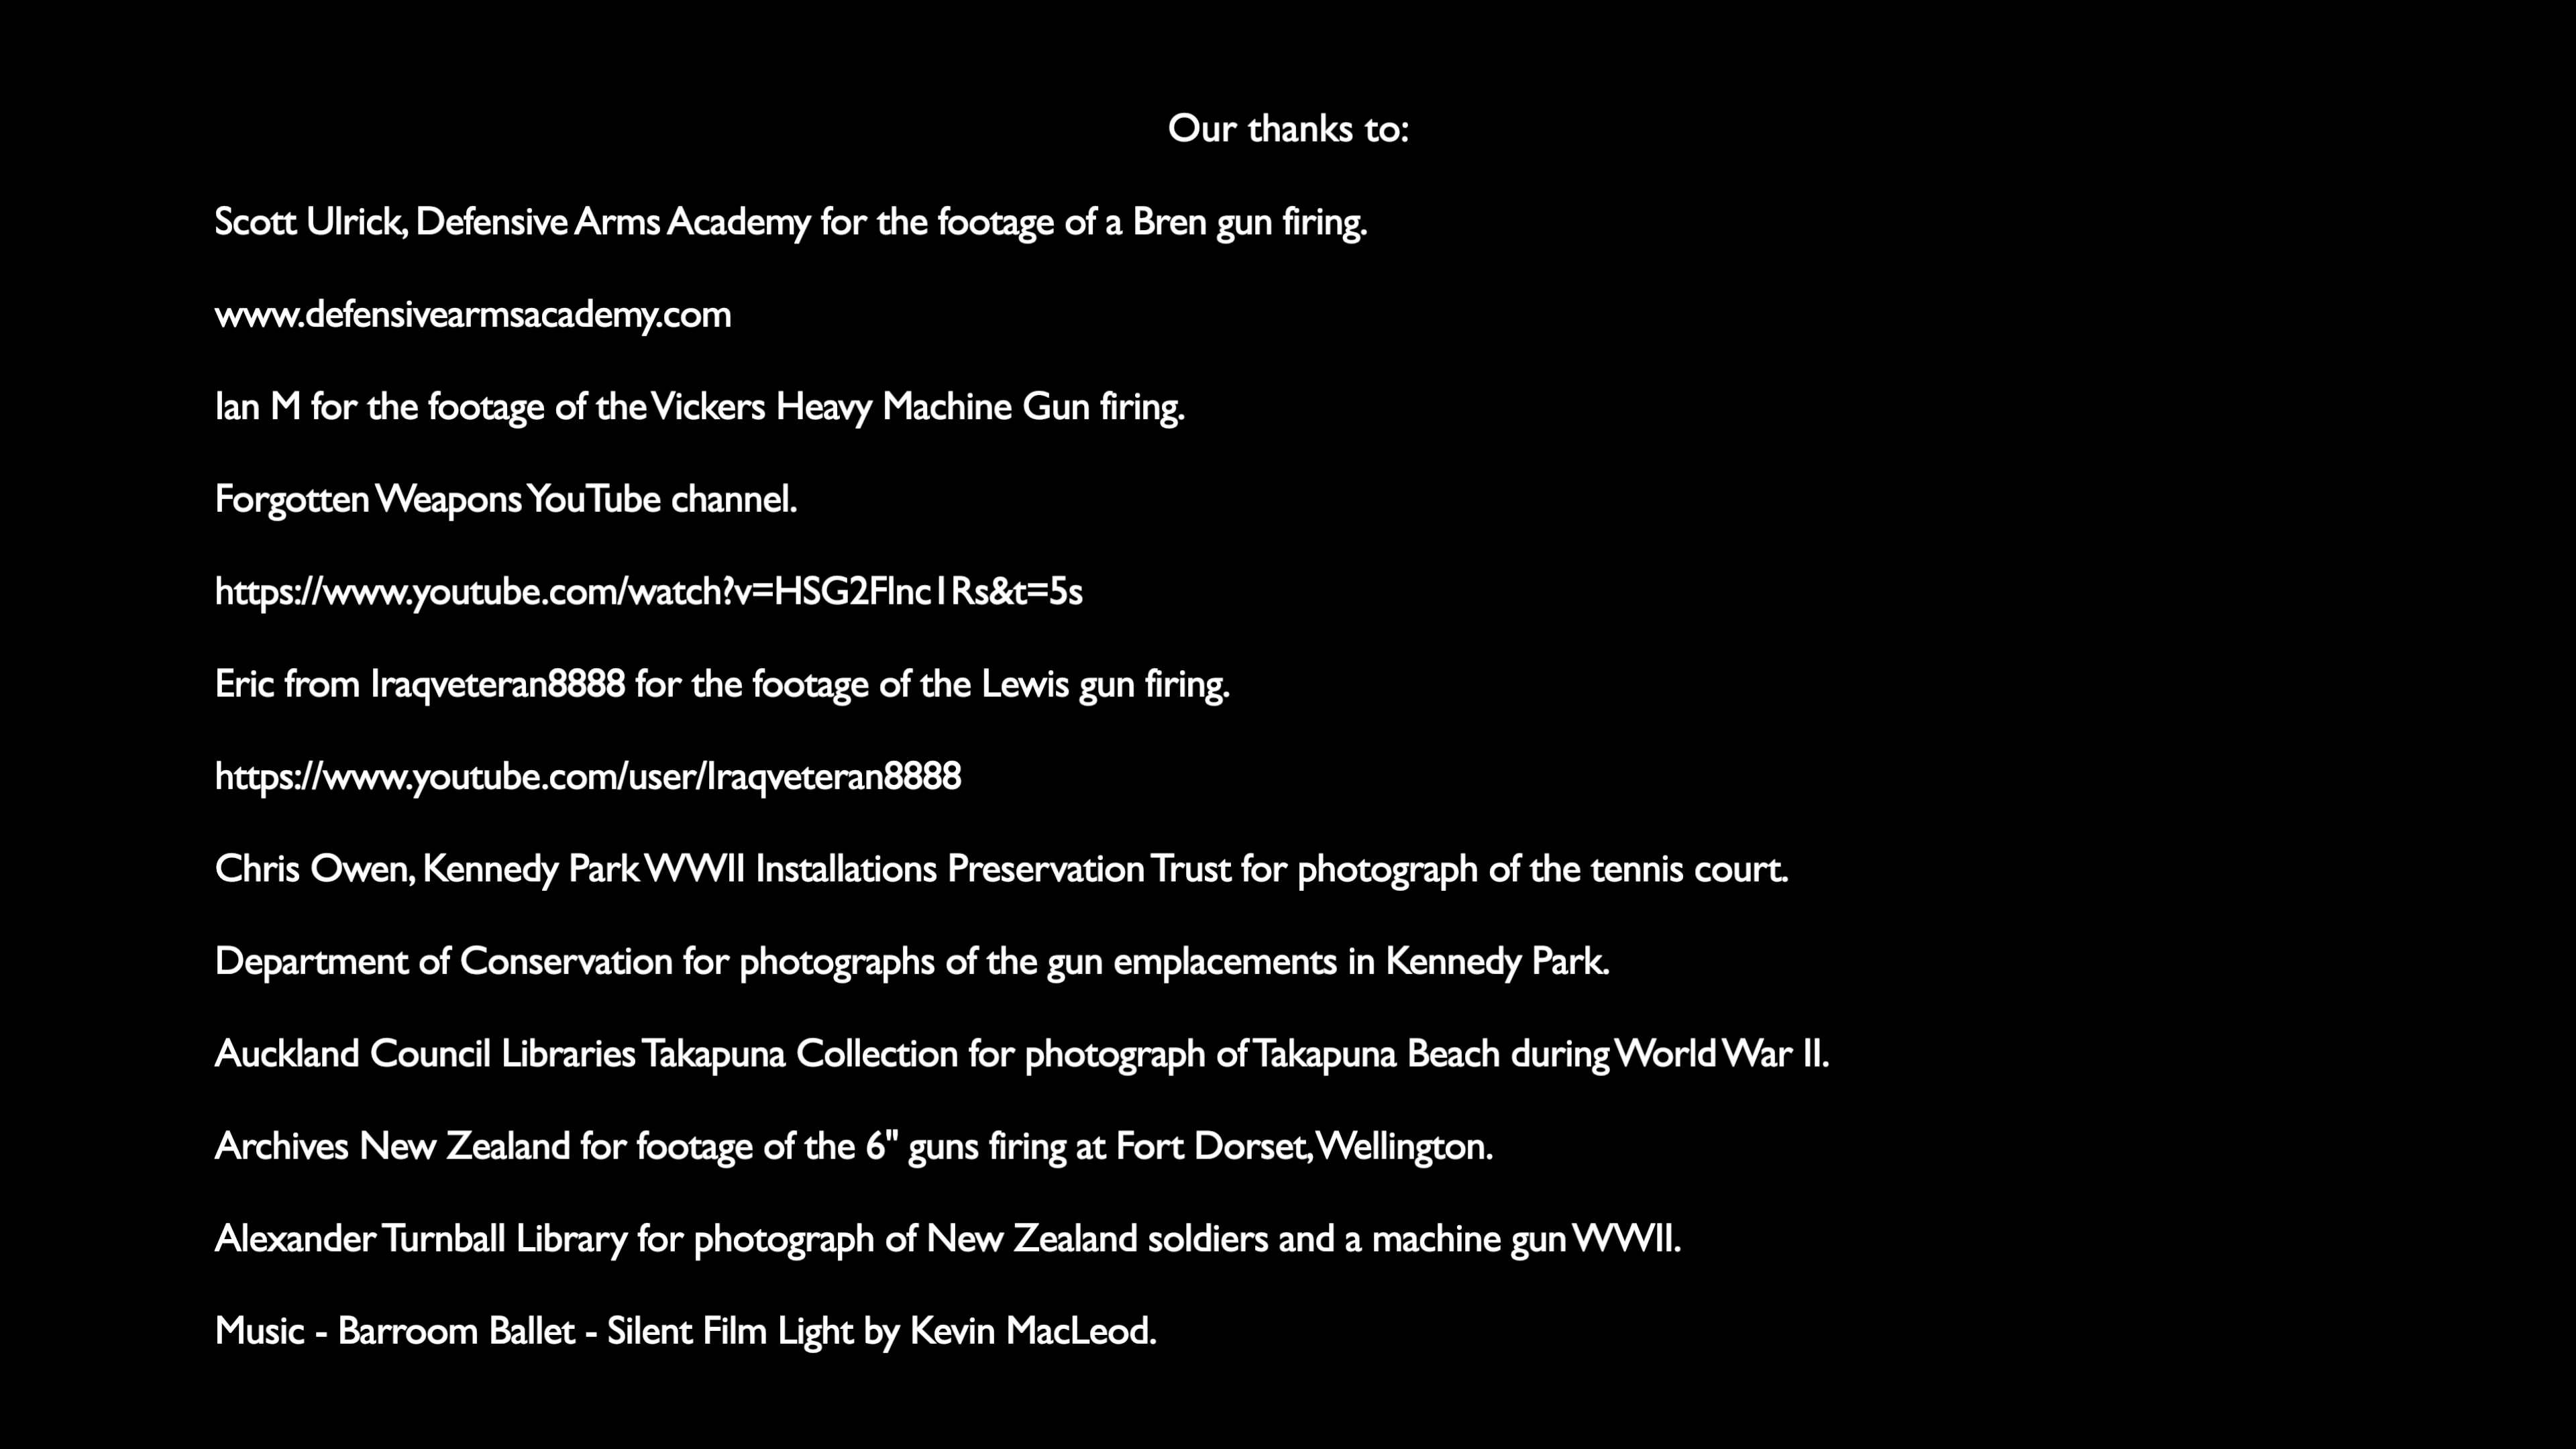 Our thanks to:
Scott Ulrick, Defensive Arms Academy for the footage of a Bren gun firing.
www.defensivearmsacademy.com
Ian M for the footage of the Vickers Heavy Machine Gun firing.
Forgotten Weapons YouTube channel.
https://www.youtube.com/watch?v=HSG2FInc1Rs&t=5s
Eric from Iraqveteran8888 for the footage of the Lewis gun firing.
https://www.youtube.com/user/Iraqveteran8888
Chris Owen, Kennedy Park WWII Installations Preservation Trust for photograph of the tennis court.
Department of Conservation for photographs of the gun emplacements in Kennedy Park.
Auckland Council Libraries Takapuna Collection for photograph of Takapuna Beach during World War II.
Archives New Zealand for footage of the 6" guns firing at Fort Dorset, Wellington.
Alexander Turnball Library for photograph of New Zealand soldiers and a machine gun WWII.
Music - Barroom Ballet - Silent Film Light by Kevin MacLeod.